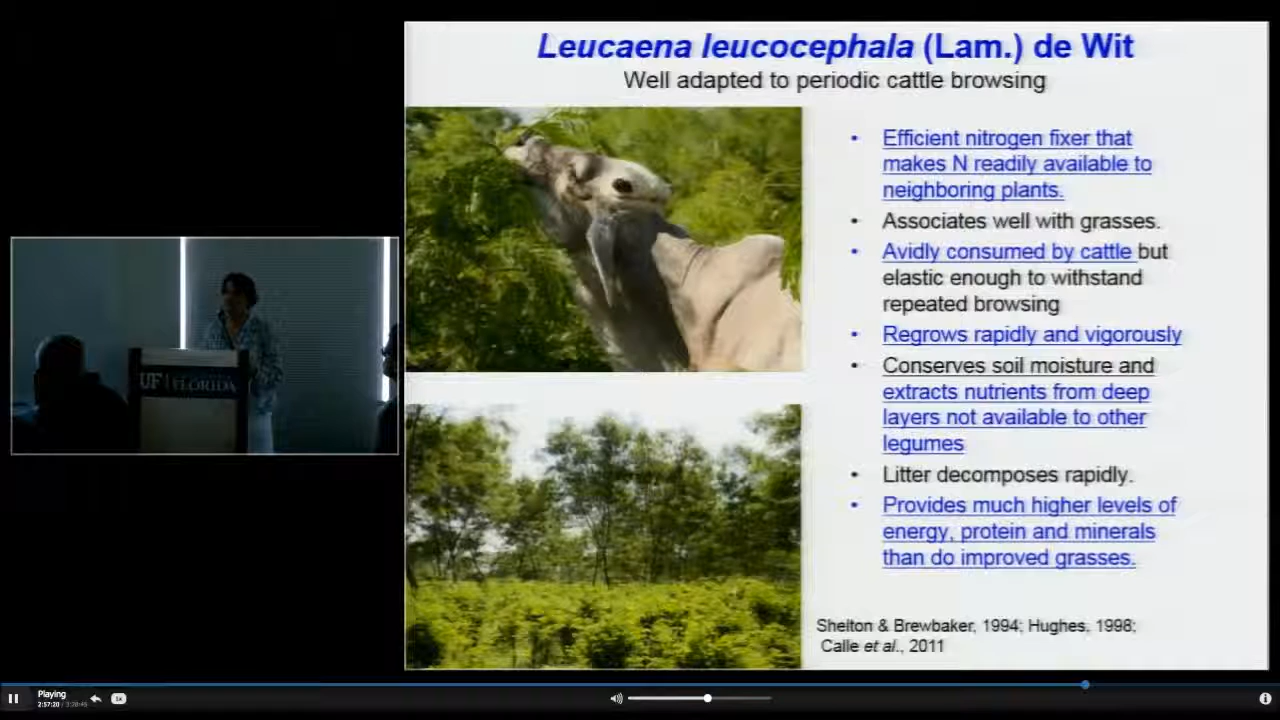 Leucaena leucocephala (Lam.) de Wit
Well adapted to periodic cattle browsing
• Efficient nitrogen fixer that
makes N readily available to
neighboring plants.
• Associates well with grasses.
• Avidly consumed by cattle but
elastic enough to withstand
repeated browsing
• Regrows rapidly and vigorously
• Conserves soil moisture and
extracts nutrients from deep
layers not available to other
legumes
• Litter decomposes rapidly.
• Provides much higher levels of
energy, protein and minerals
than do improved grasses.
Shelton & Brewbaker, 1994; Hughes, 1998;
Calle et al., 2011
UF FLORIDA
Playing
2:57:20